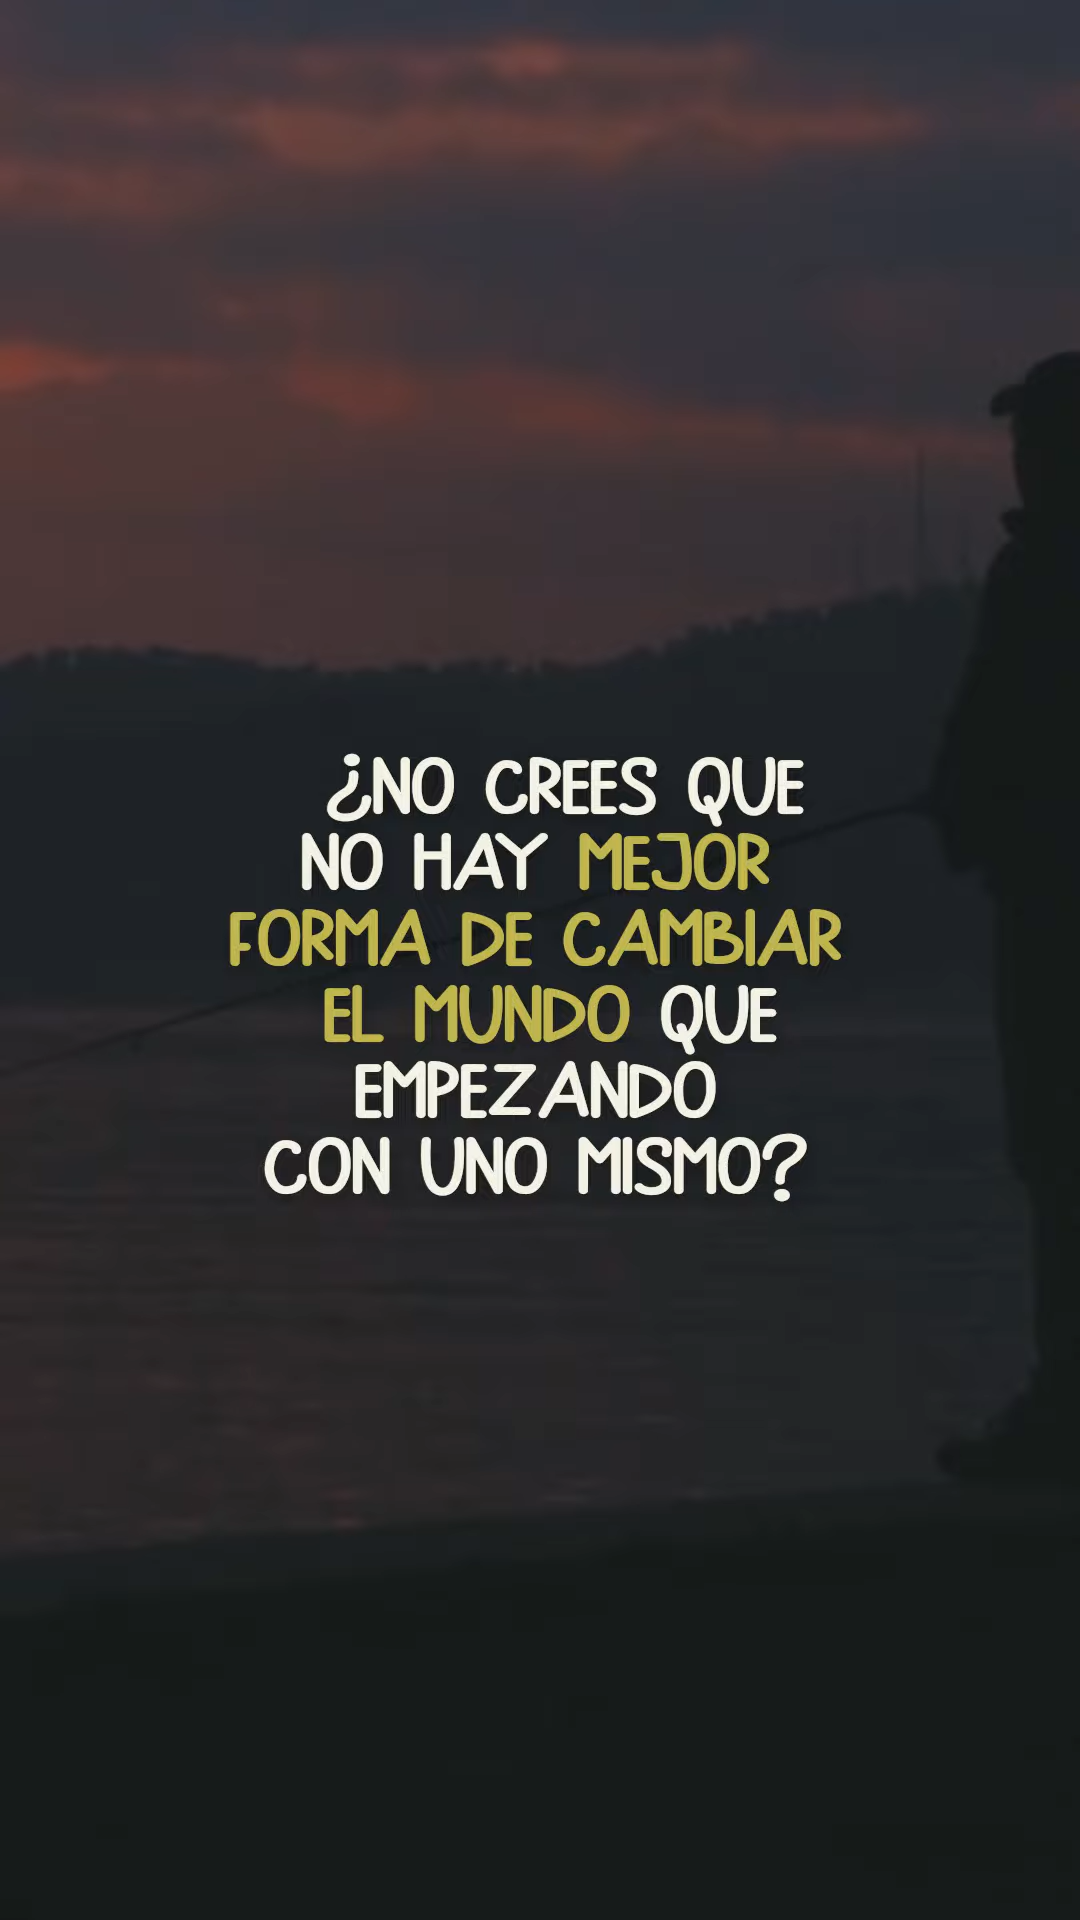 ¿NO CREES QUE
NO HAY MEJOR
FORMA DE CAMBIAR
EL MUNDO QUE
EMPEZANDO
CON UNO MISMO?